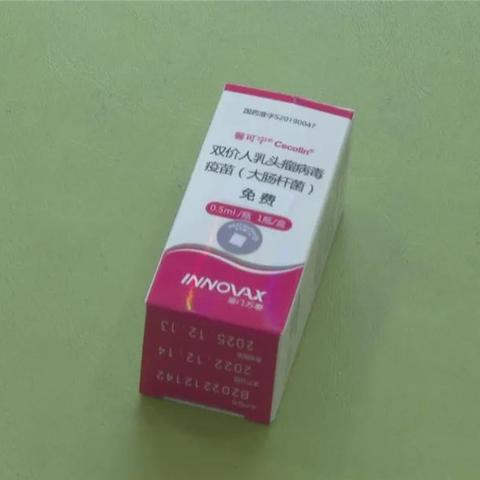 国药准字S20190047
馨可宁® Cecolin®
双价人乳头瘤病毒
疫苗（大肠杆菌）
免费
0.5ml/瓶 1瓶/盒
INNOVAX
厦门万泰
2025.12.13
2022.12.14
B202212142